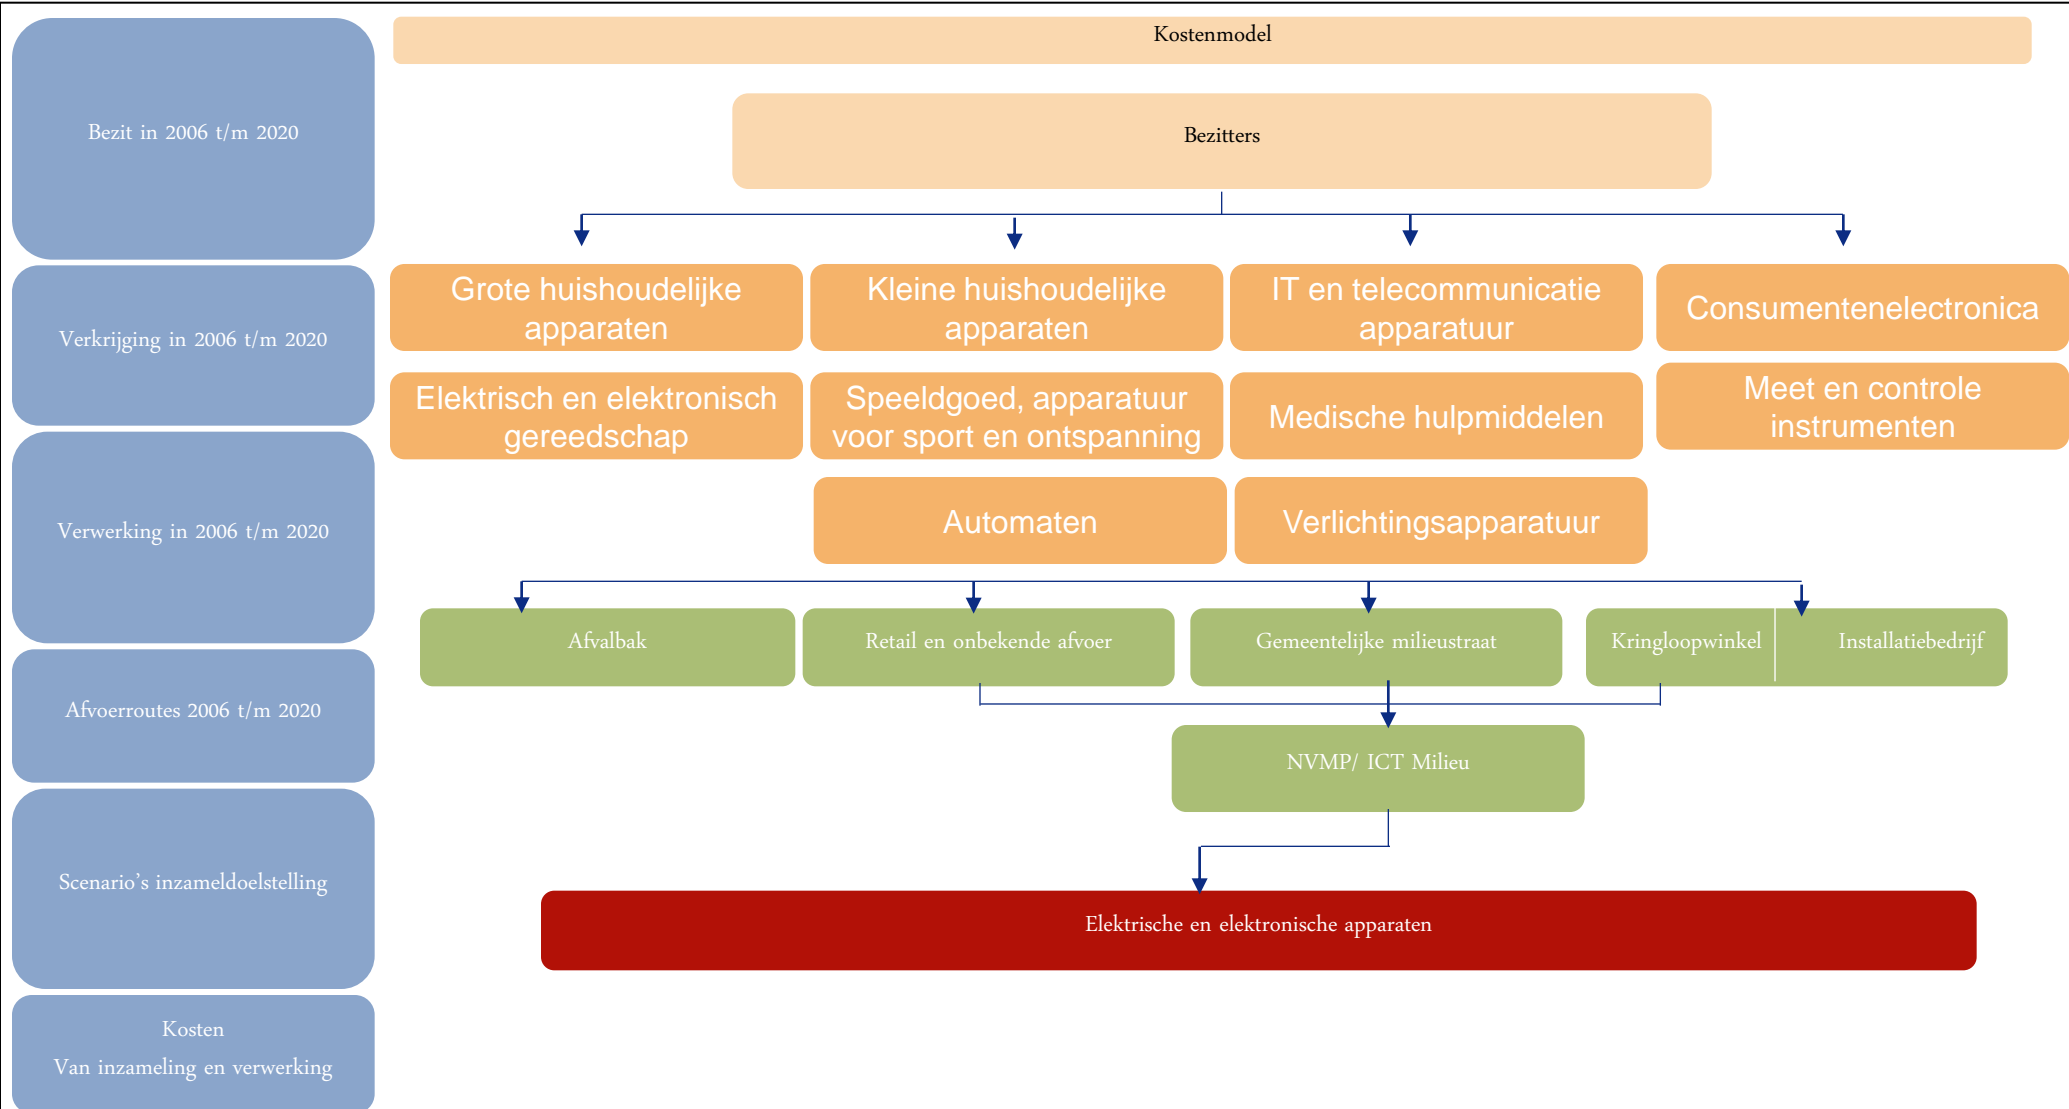 Kostenmodel
Bezit in 2006 t/m 2020
Bezitters
Verkrijging in 2006 t/m 2020
Grote huishoudelijke
apparaten
Kleine huishoudelijke
apparaten
IT en telecommunicatie
apparatuur
Consumentenelectronica
Elektrisch en elektronisch
gereedschap
Speeldgoed, apparatuur
voor sport en ontspanning
Medische hulpmiddelen
Meet en controle
instrumenten
Verwerking in 2006 t/m 2020
Automaten
Verlichtingsapparatuur
Afvalbak
Retail en onbekende afvoer
Gemeentelijke milieustraat
Kringloopwinkel
Installatiebedrijf
Afvoerroutes 2006 t/m 2020
NVMP/ ICT Milieu
Scenario’s inzameldoelstelling
Elektrische en elektronische apparaten
Kosten
Van inzameling en verwerking